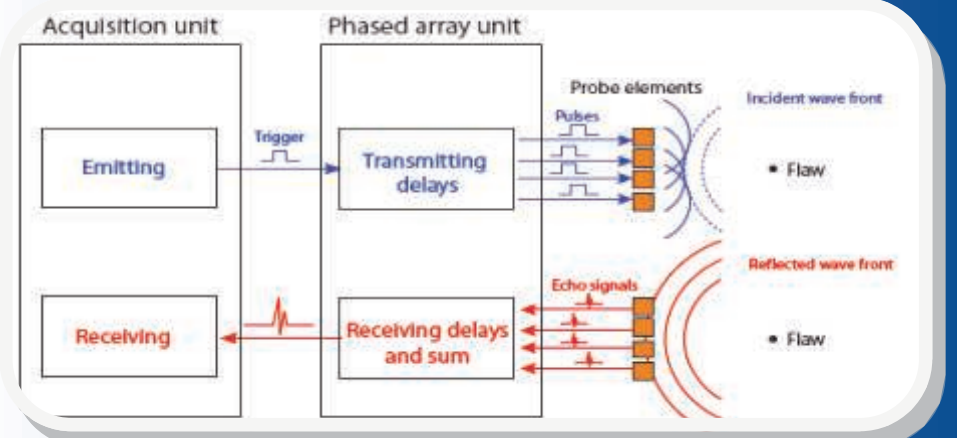 Acquisition unit
Phased array unit
Probe elements
Incident wave front
Pulses
Trigger
Emitting
Transmitting
delays
• Flaw
Reflected wave front
Echo signals
Receiving
Receiving delays
and sum
• Flaw